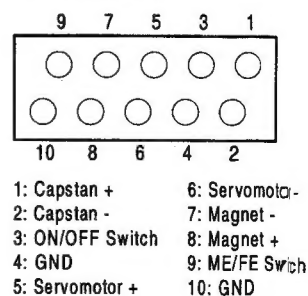 9 7 5 3 1
10 8 6 4 2
1: Capstan +
2: Capstan -
3: ON/OFF Switch
4: GND
5: Servomotor +
6: Servomotor-
7: Magnet -
8: Magnet +
9: ME/FE Switch
10: GND